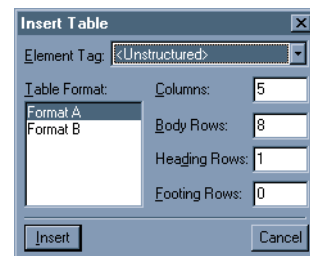 Insert Table
Element Tag: <Unstructured>
Table Format:
Format A
Format B
Columns: 5
Body Rows: 8
Heading Rows: 1
Footing Rows: 0
Insert
Cancel